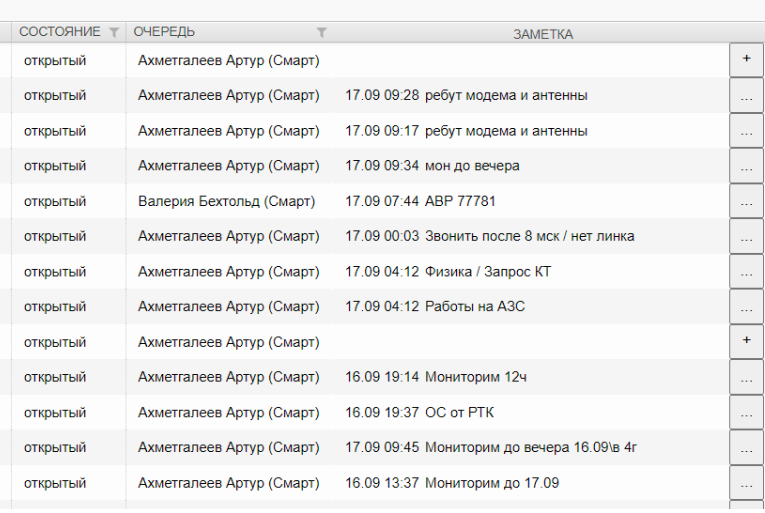 СОСТОЯНИЕ ОЧЕРЕДЬ ЗАМЕТКА
открытый Ахметгалеев Артур (Смарт) +
открытый Ахметгалеев Артур (Смарт) 17.09 09:28 ребут модема и антенны ...
открытый Ахметгалеев Артур (Смарт) 17.09 09:17 ребут модема и антенны ...
открытый Ахметгалеев Артур (Смарт) 17.09 09:34 мон до вечера ...
открытый Валерия Бехтольд (Смарт) 17.09 07:44 АВР 77781 ...
открытый Ахметгалеев Артур (Смарт) 17.09 00:03 Звонить после 8 мск / нет линка ...
открытый Ахметгалеев Артур (Смарт) 17.09 04:12 Физика / Запрос КТ ...
открытый Ахметгалеев Артур (Смарт) 17.09 04:12 Работы на АЗС ...
открытый Ахметгалеев Артур (Смарт) +
открытый Ахметгалеев Артур (Смарт) 16.09 19:14 Мониторим 12ч ...
открытый Ахметгалеев Артур (Смарт) 16.09 19:37 ОС от РТК ...
открытый Ахметгалеев Артур (Смарт) 17.09 09:45 Мониторим до вечера 16.09\в 4г ...
открытый Ахметгалеев Артур (Смарт) 16.09 13:37 Мониторим до 17.09 ...